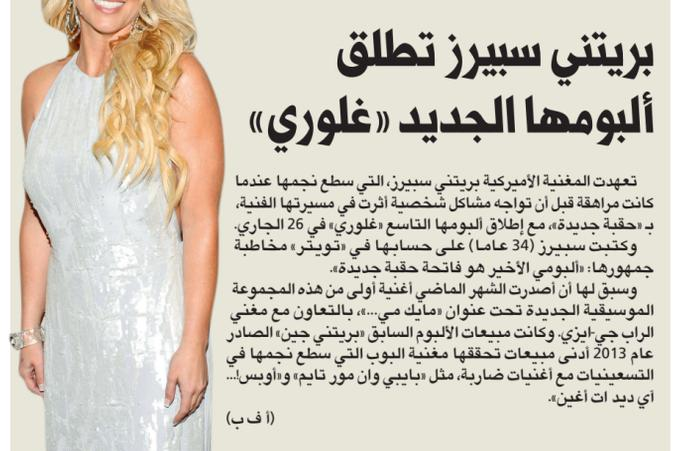 بريتني سبيرز تطلق
ألبومها الجديد «غلوري»
تعهدت المغنية الأميركية بريتني سبيرز، التي سطع نجمها عندما
كانت مراهقة قبل أن تواجه مشاكل شخصية أثرت في مسيرتها الفنية،
بـ «حقبة جديدة»، مع إطلاق ألبومها التاسع «غلوري» في 26 الجاري.
وكتبت سبيرز (34 عاما) على حسابها في «تويتر» مخاطبة
جمهورها: «ألبومي الأخير هو فاتحة حقبة جديدة».
وسبق لها أن أصدرت الشهر الماضي أغنية أولى من هذه المجموعة
الموسيقية الجديدة تحت عنوان «مايك مي...»، بالتعاون مع مغني
الراب جي-ايزي. وكانت مبيعات الألبوم السابق «بريتني جين» الصادر
عام 2013 أدنى مبيعات تحققها مغنية البوب التي سطع نجمها في
التسعينيات مع أغنيات ضاربة، مثل «بايبي وان مور تايم» و«أوبس!...
آي ديد ات أغين».
(أ ف ب)